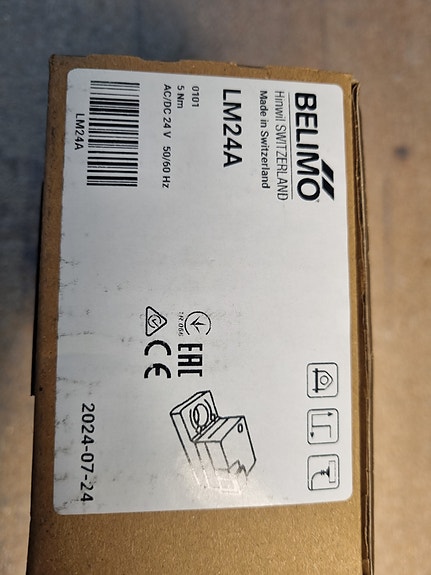 BELIMO
Hinwil SWITZERLAND
Made in Switzerland
LM24A
0101
5 Nm
AC/DC 24 V 50/60 Hz
LM24A
EAC
CE
2024-07-24